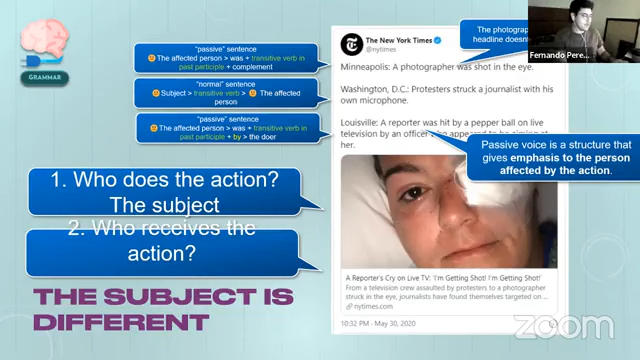 GRAMMAR
"passive" sentence
The affected person > was + transitive verb in
past participle + complement
"normal" sentence
Subject > transitive verb > The affected
person
"passive" sentence
The affected person > was + transitive verb in
past participle + by > the doer
1. Who does the action?
The subject
2. Who receives the
action?
THE SUBJECT IS
DIFFERENT
The New York Times
@nytimes
Minneapolis: A photographer was shot in the eye.
Washington, D.C.: Protesters struck a journalist with his
own microphone.
Louisville: A reporter was hit by a pepper ball on live
television by an officer who appeared to be aiming at
her.
The photograp
headline doesn
Fernando Pere...
Passive voice is a structure that
gives emphasis to the person
affected by the action.
A Reporter's Cry on Live TV: 'I'm Getting Shot! I'm Getting Shot!'
From a television crew assaulted by protesters to a photographer
struck in the eye, journalists have found themselves targeted on ...
nytimes.com
10:32 PM - May 30, 2020
zoom